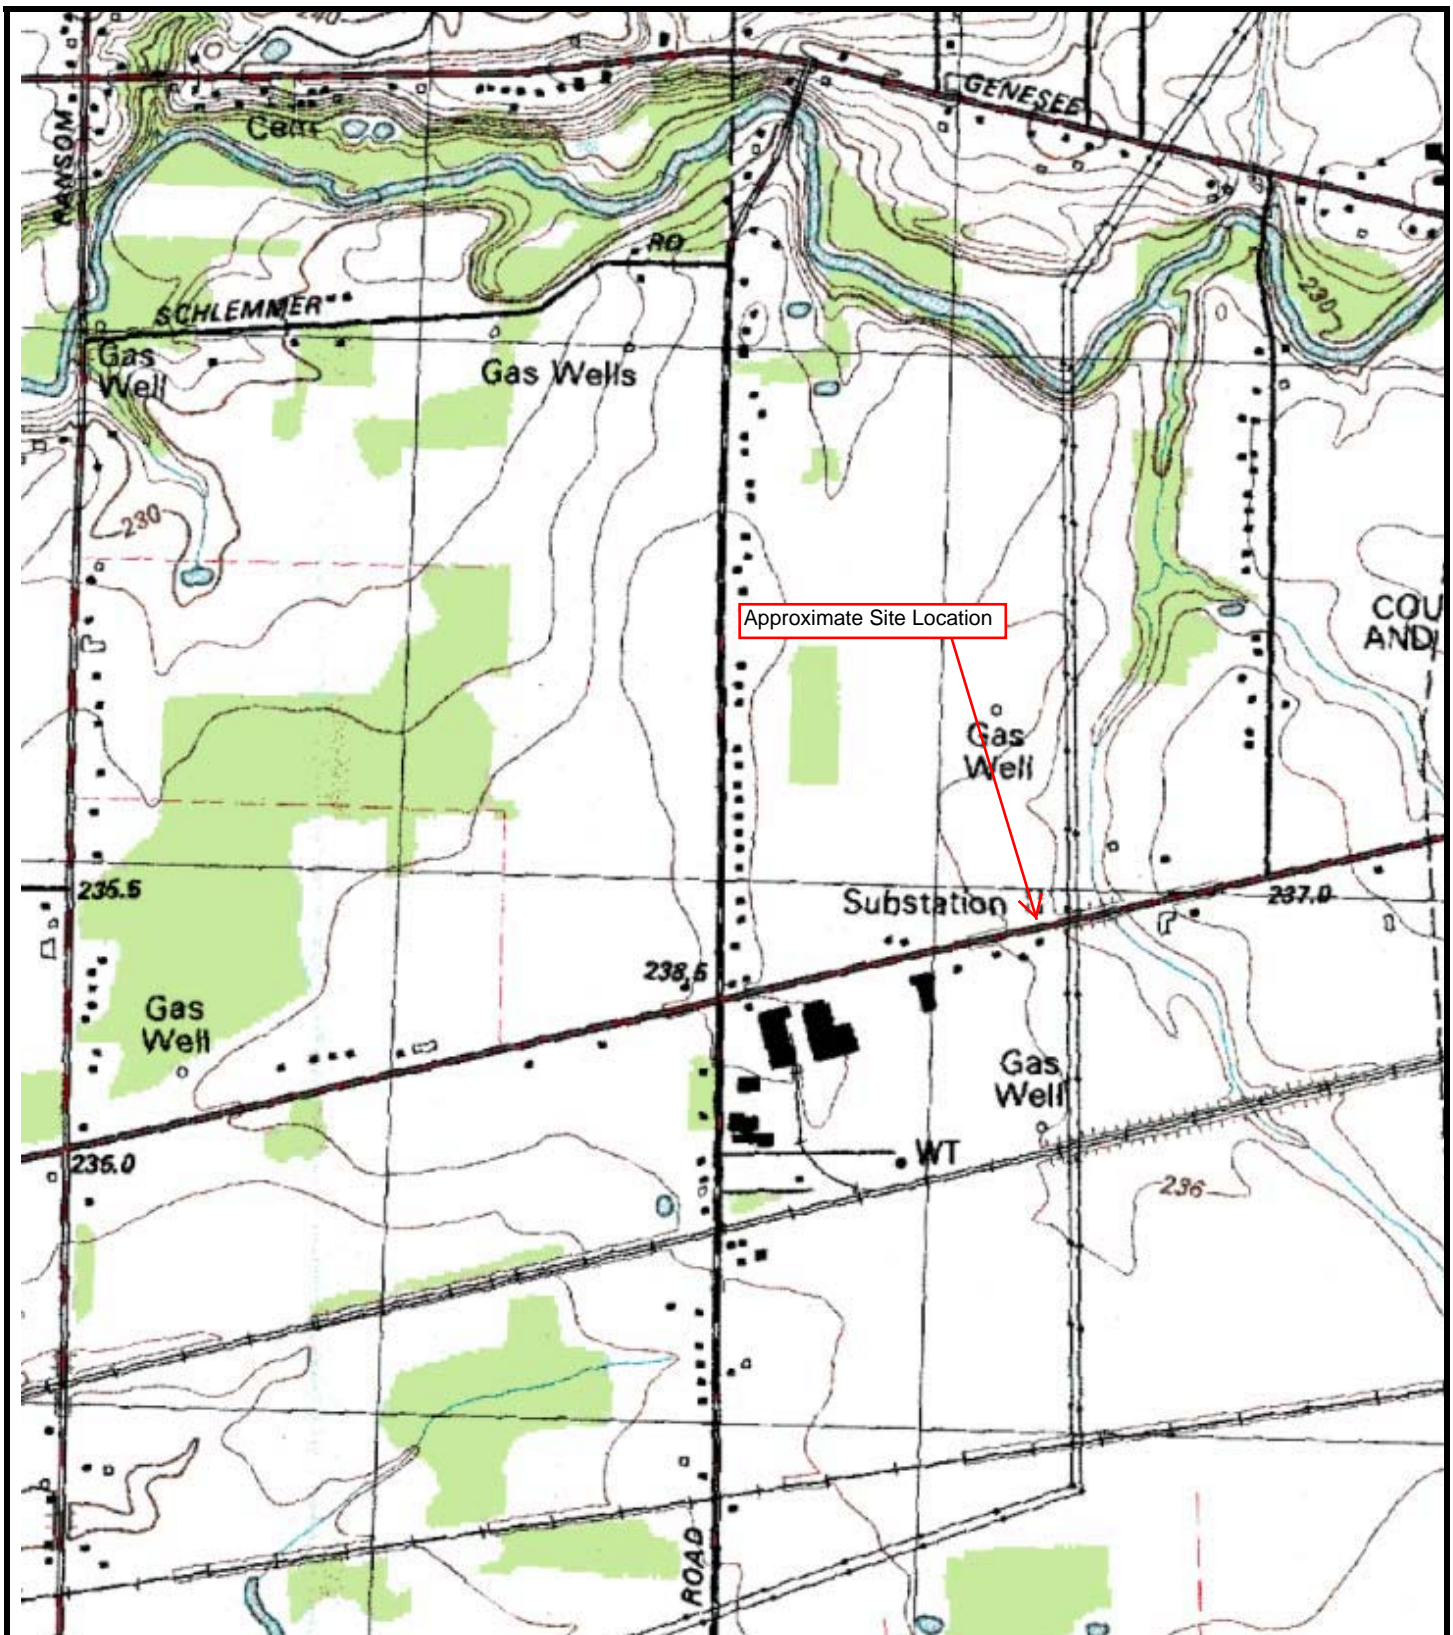 240
GENESEE
RANSOM
Cem
RD
SCHLEMMER
230
Gas
Well
Gas Wells
230
COU
AND
Approximate Site Location
Gas
Well
235.5
Substation
237.0
238.5
Gas
Well
Gas
Well
235.0
WT
236
ROAD